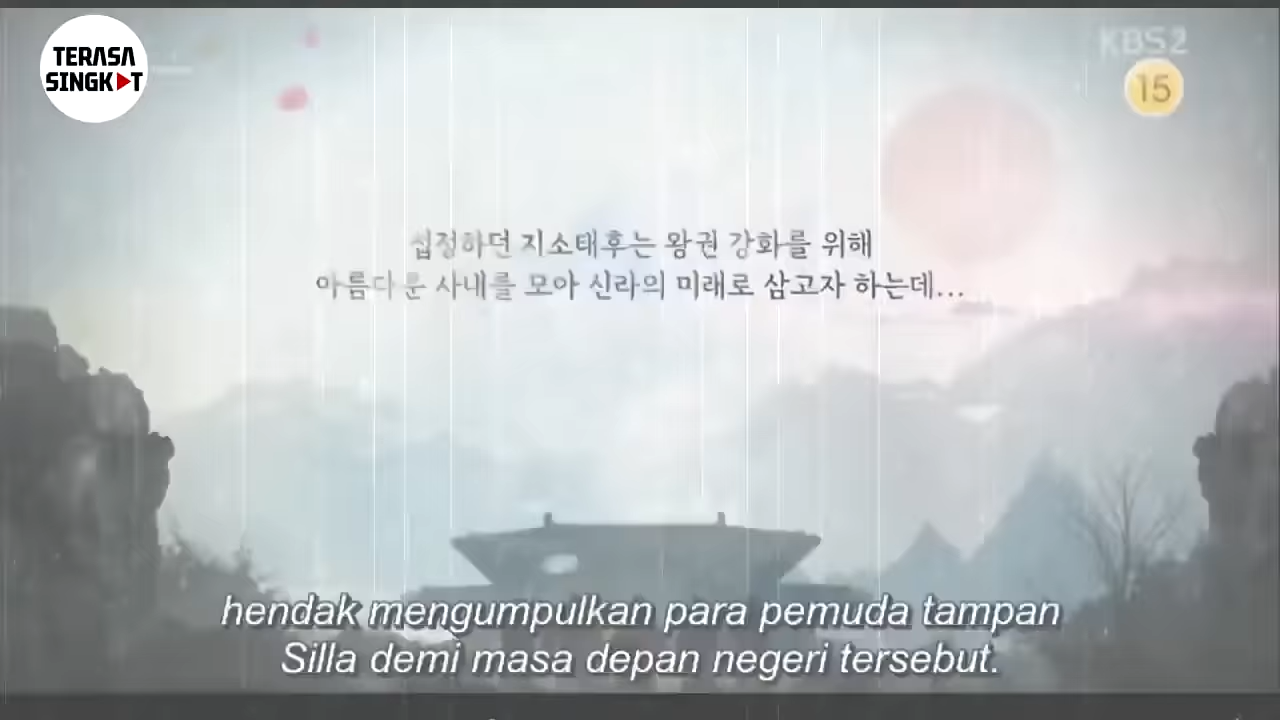 TERASA
SINGKAT
KBS2
15
섭정하던 지소태후는 왕권 강화를 위해
아름다운 사내를 모아 신라의 미래로 삼고자 하는데...
hendak mengumpulkan para pemuda tampan
Silla demi masa depan negeri tersebut.